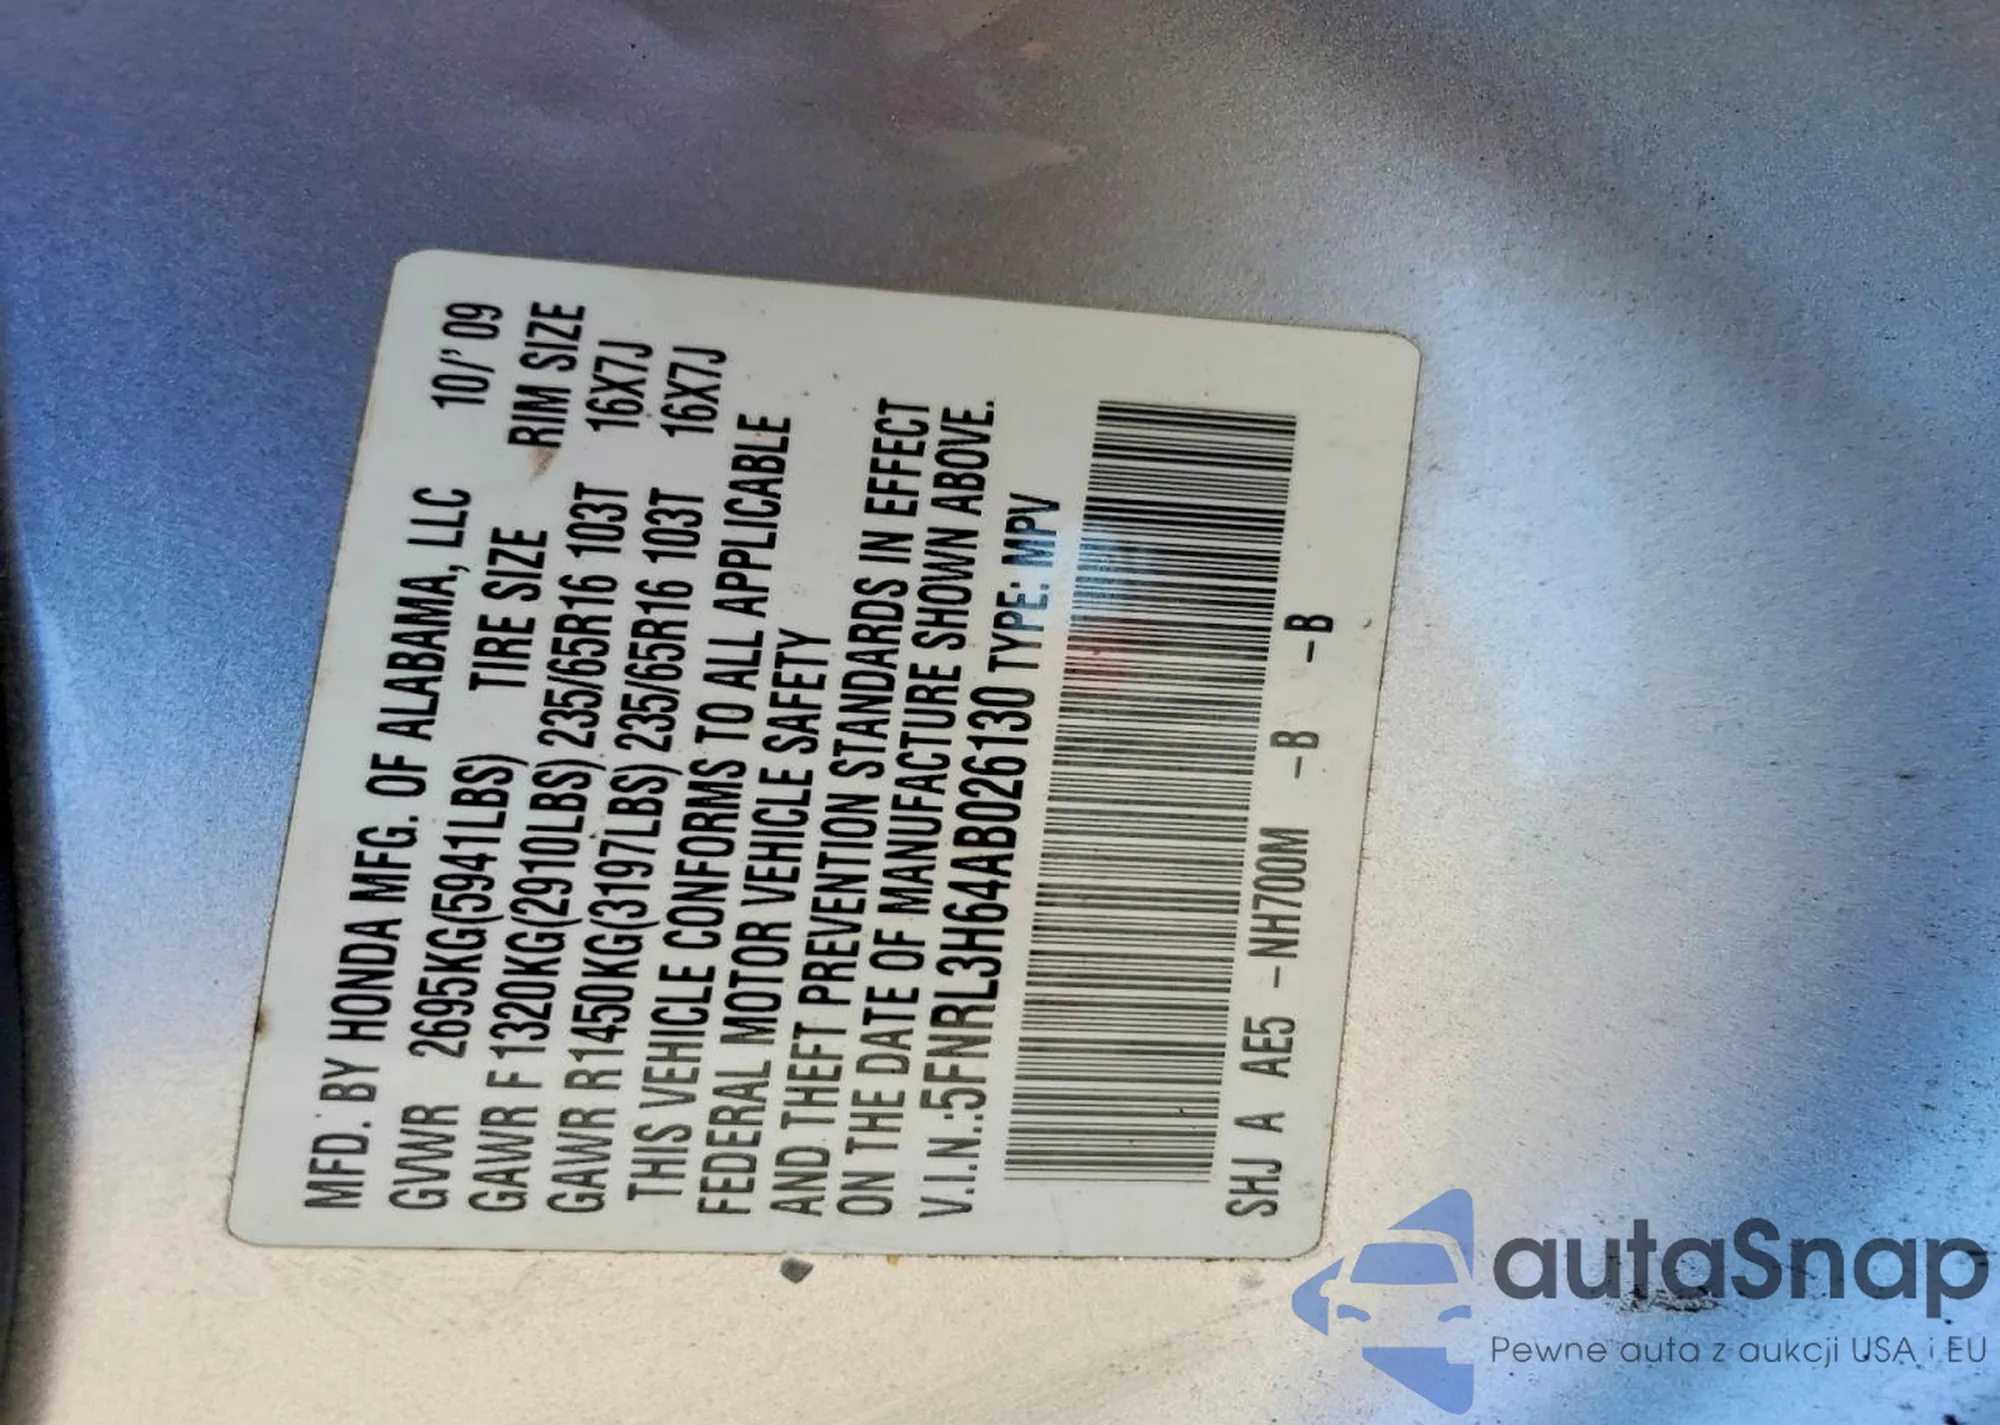 MFD. BY HONDA MFG. OF ALABAMA, LLC 10/' 09
GVWR 2695KG(5941LBS) TIRE SIZE RIM SIZE
GAWR F 1320KG(2910LBS) 235/65R16 103T 16X7J
GAWR R1450KG(3197LBS) 235/65R16 103T 16X7J
THIS VEHICLE CONFORMS TO ALL APPLICABLE
FEDERAL MOTOR VEHICLE SAFETY
AND THEFT PREVENTION STANDARDS IN EFFECT
ON THE DATE OF MANUFACTURE SHOWN ABOVE.
V.I.N.:5FNRL3H64AB026130 TYPE: MPV
SHJ A AE5 -NH700M -B -B
autaSnap
Pewne auta z aukcji USA i EU